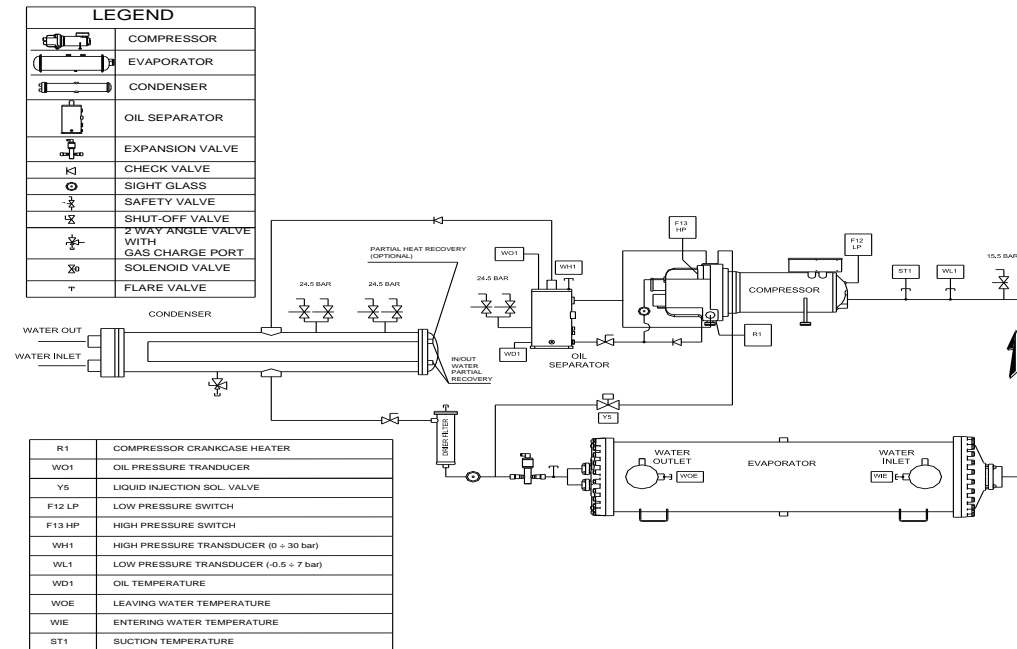 LEGEND
COMPRESSOR
EVAPORATOR
CONDENSER
OIL SEPARATOR
EXPANSION VALVE
CHECK VALVE
SIGHT GLASS
SAFETY VALVE
SHUT-OFF VALVE
2 WAY ANGLE VALVE
WITH
GAS CHARGE PORT
SOLENOID VALVE
FLARE VALVE
PARTIAL HEAT RECOVERY
(OPTIONAL)
24.5 BAR
24.5 BAR
24.5 BAR
15.5 BAR
WO1
WH1
F13
HP
F12
LP
ST1
WL1
COMPRESSOR
CONDENSER
WATER OUT
WATER INLET
IN/OUT
WATER
PARTIAL
RECOVERY
WD1
OIL
SEPARATOR
R1
Y5
DRIER FILTER
WATER
OUTLET
WOE
EVAPORATOR
WATER
INLET
WIE
R1 COMPRESSOR CRANKCASE HEATER
WO1 OIL PRESSURE TRANDUCER
Y5 LIQUID INJECTION SOL. VALVE
F12 LP LOW PRESSURE SWITCH
F13 HP HIGH PRESSURE SWITCH
WH1 HIGH PRESSURE TRANSDUCER (0 ÷ 30 bar)
WL1 LOW PRESSURE TRANSDUCER (-0.5 ÷ 7 bar)
WD1 OIL TEMPERATURE
WOE LEAVING WATER TEMPERATURE
WIE ENTERING WATER TEMPERATURE
ST1 SUCTION TEMPERATURE